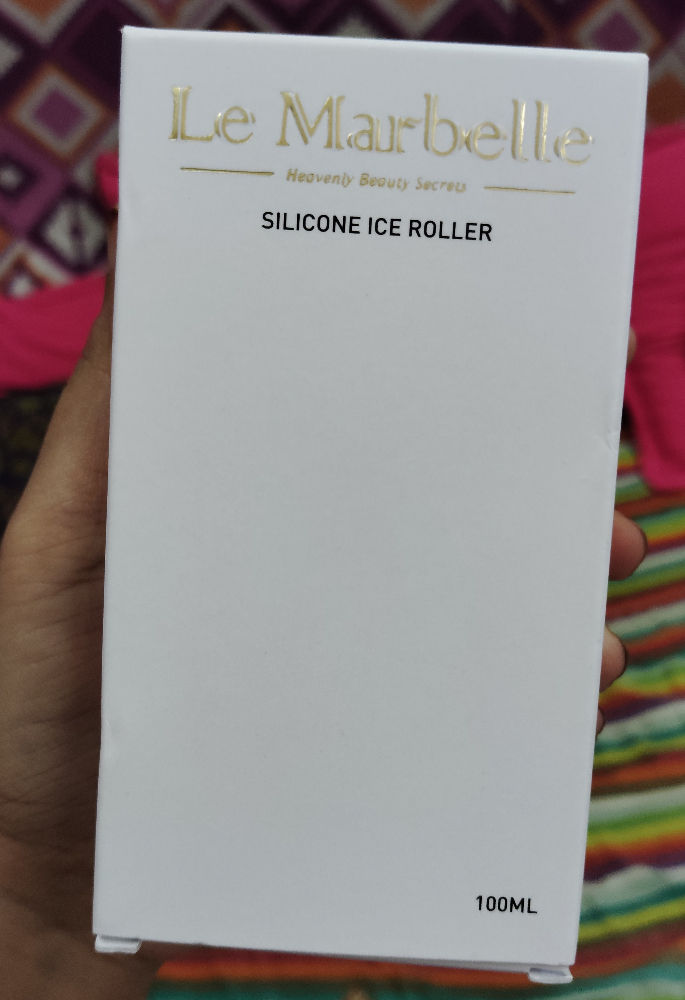 Le Marbelle
Heavenly Beauty Secrets
SILICONE ICE ROLLER
100ML